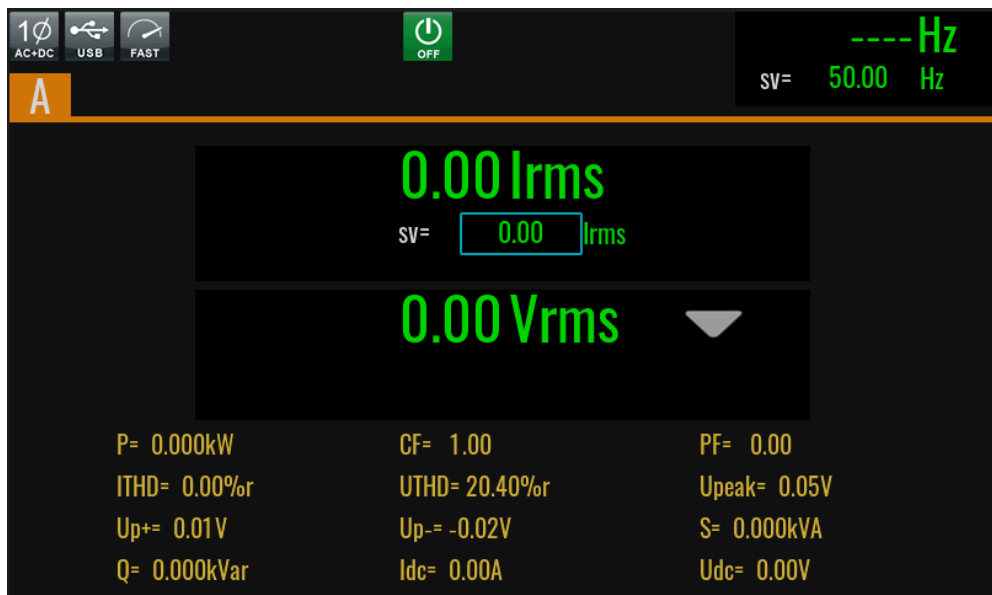 1Ø AC+DC USB FAST OFF ---- Hz
sv= 50.00 Hz
A
0.00 Irms
sv= 0.00 Irms
0.00 Vrms
P= 0.000kW CF= 1.00 PF= 0.00
ITHD= 0.00%r UTHD= 20.40%r Upeak= 0.05V
Up+= 0.01V Up-= -0.02V S= 0.000kVA
Q= 0.000kVar Idc= 0.00A Udc= 0.00V